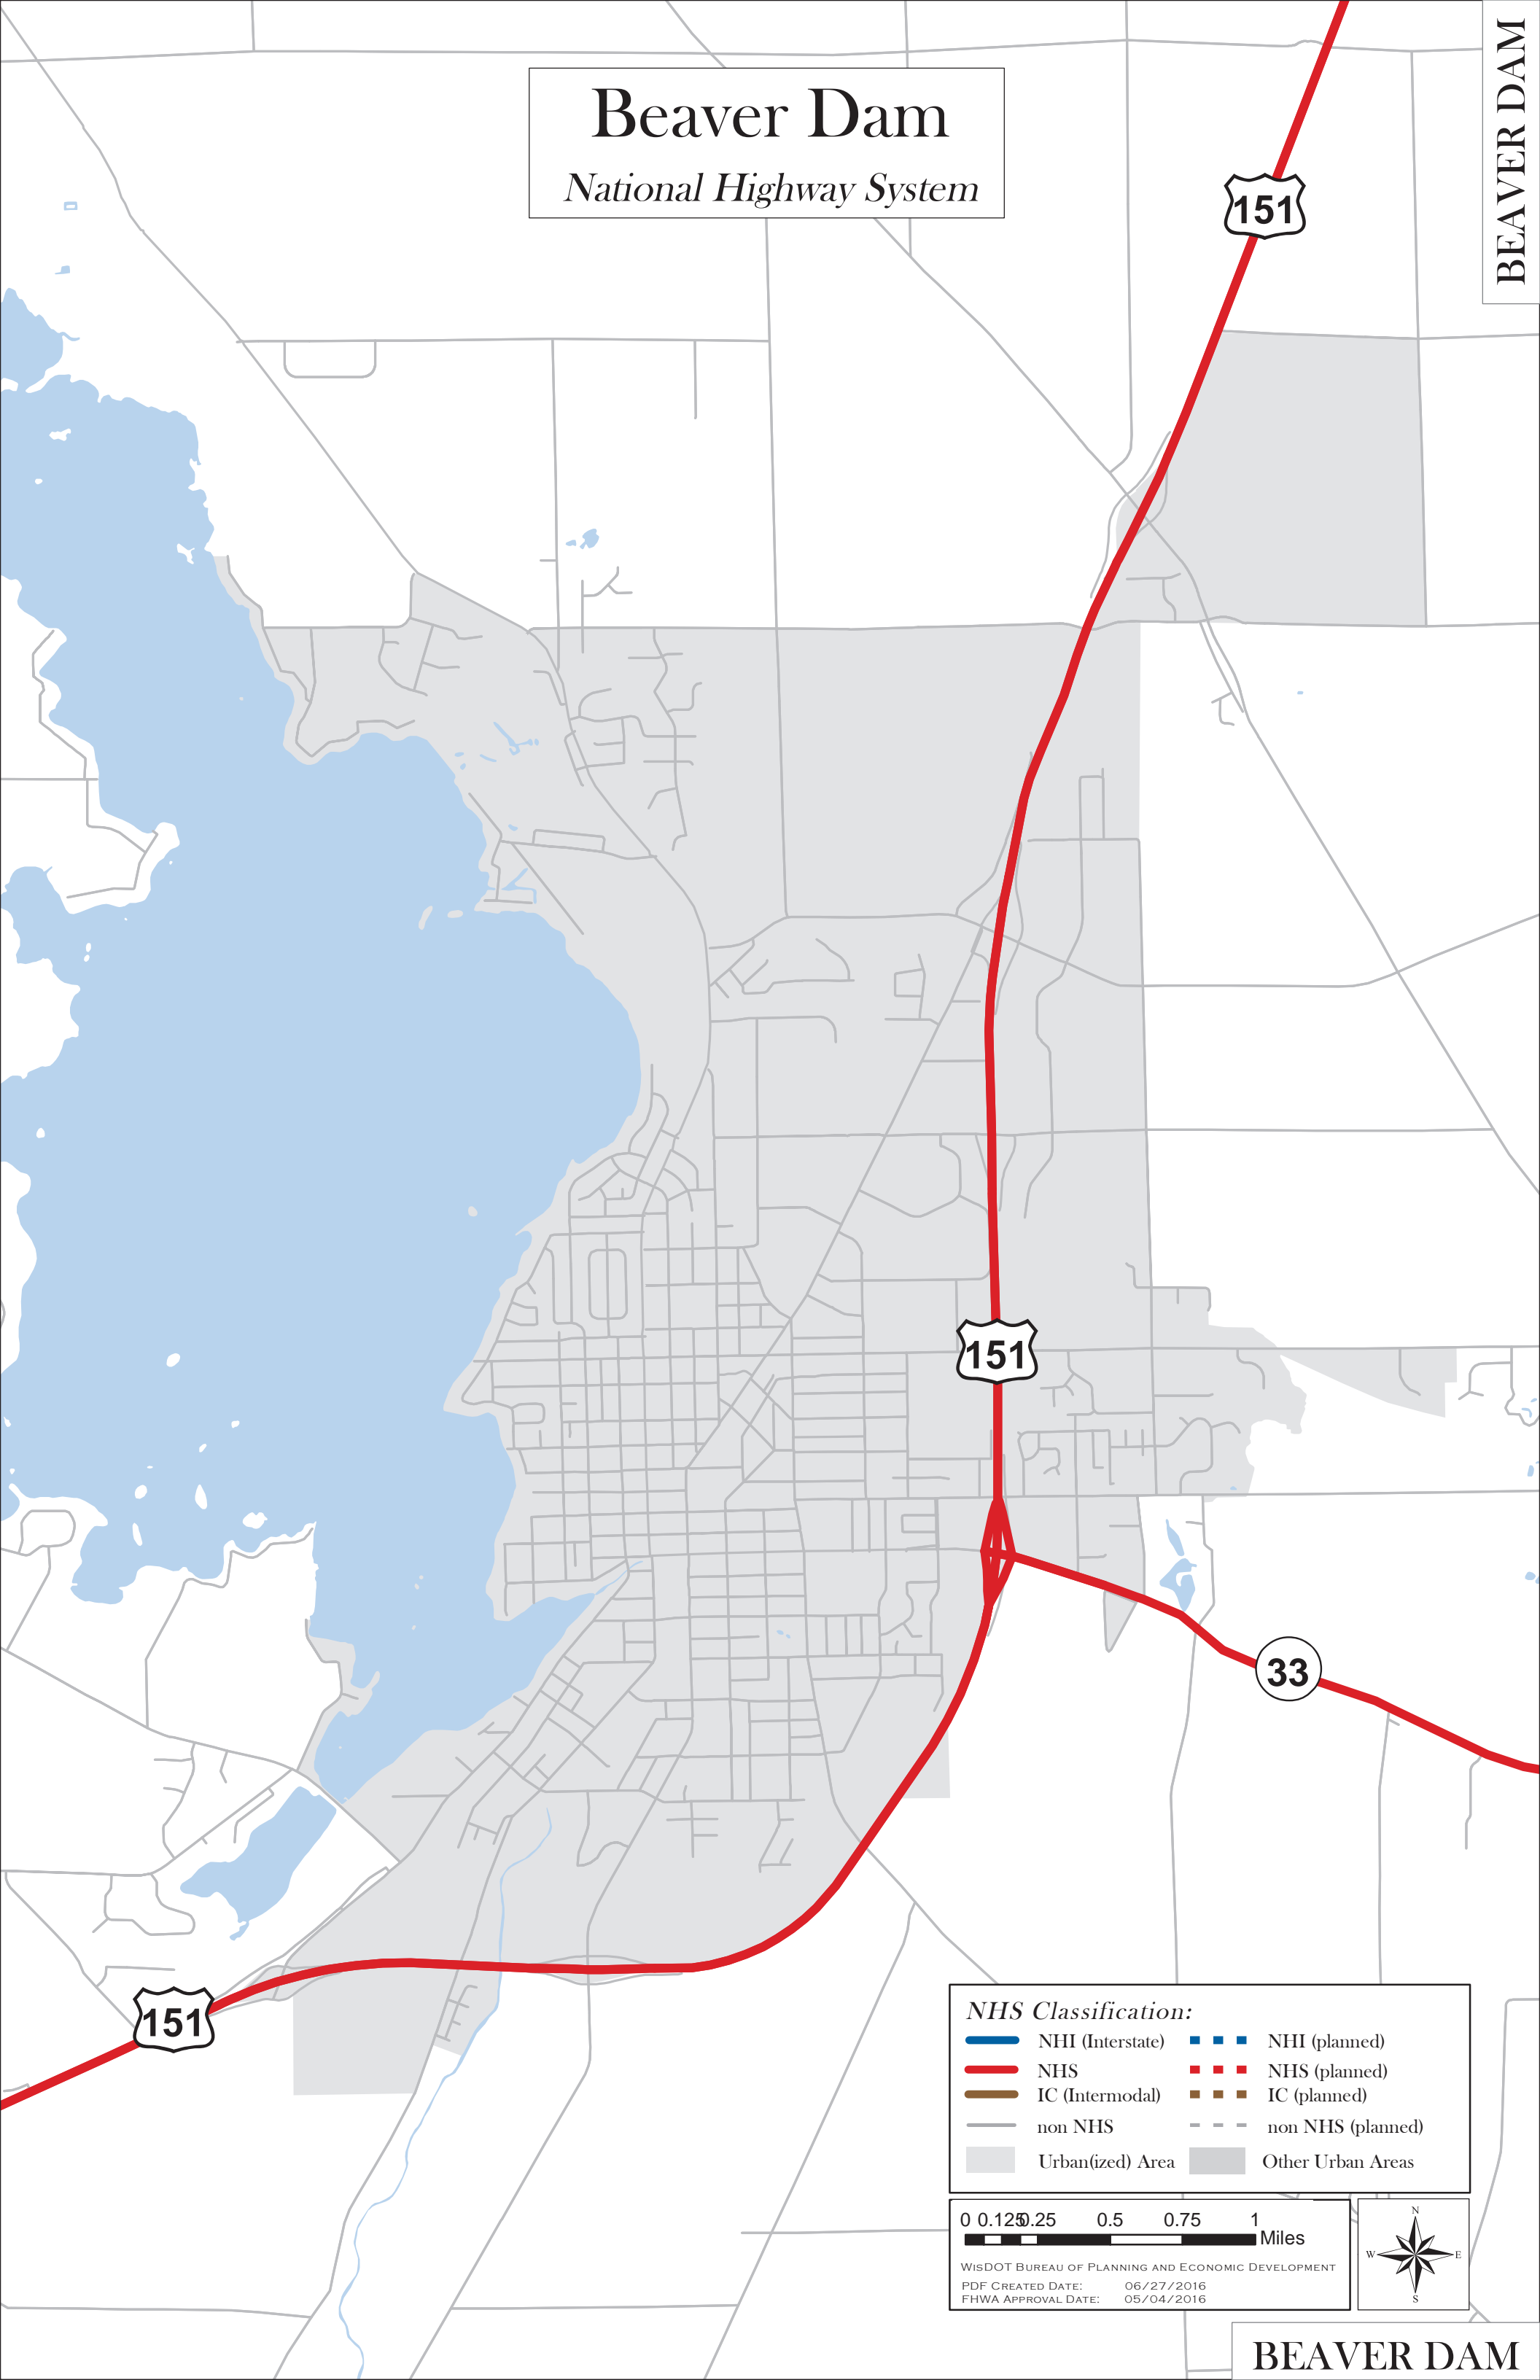 Beaver Dam
National Highway System
BEAVER DAM
151
151
33
151
NHS Classification:
NHI (Interstate) NHI (planned)
NHS NHS (planned)
IC (Intermodal) IC (planned)
non NHS non NHS (planned)
Urban(ized) Area Other Urban Areas
0 0.125 0.25 0.5 0.75 1
Miles
WISDOT BUREAU OF PLANNING AND ECONOMIC DEVELOPMENT
PDF CREATED DATE: 06/27/2016
FHWA APPROVAL DATE: 05/04/2016
N
W E
S
BEAVER DAM